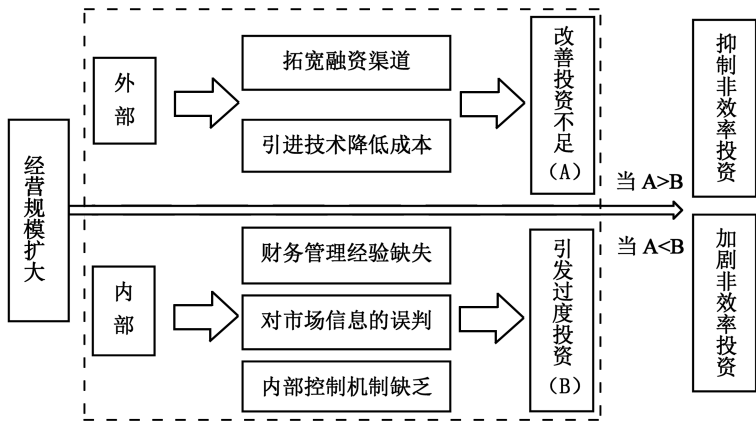 经营规模扩大
外部
拓宽融资渠道
引进技术降低成本
改善投资不足(A)
内部
财务管理经验缺失
对市场信息的误判
内部控制机制缺乏
引发过度投资(B)
当 A>B
当 A<B
抑制非效率投资
加剧非效率投资